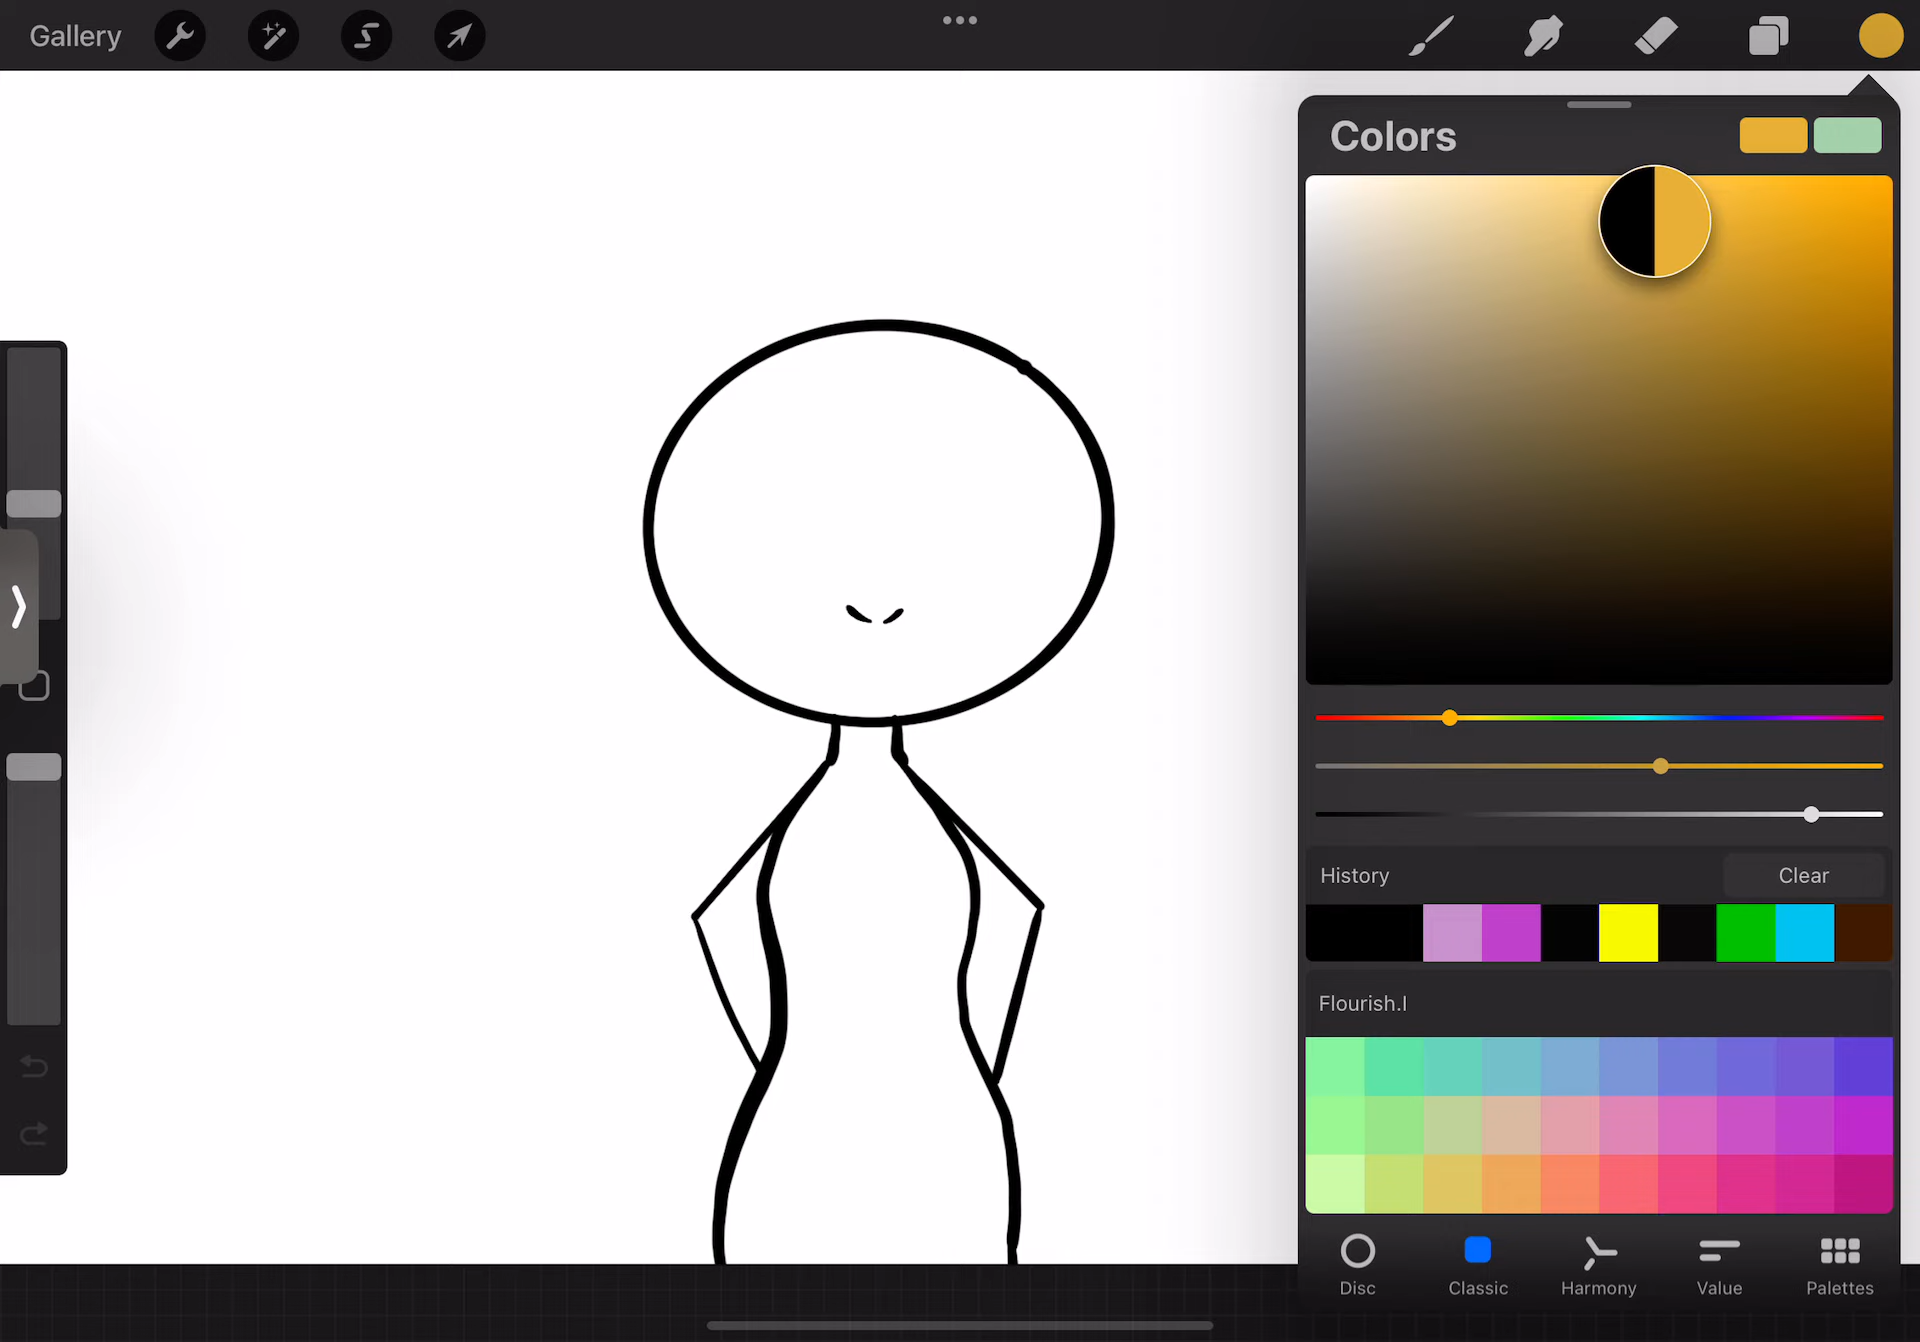 Gallery
Colors
History
Clear
Flourish.I
Disc
Classic
Harmony
Value
Palettes